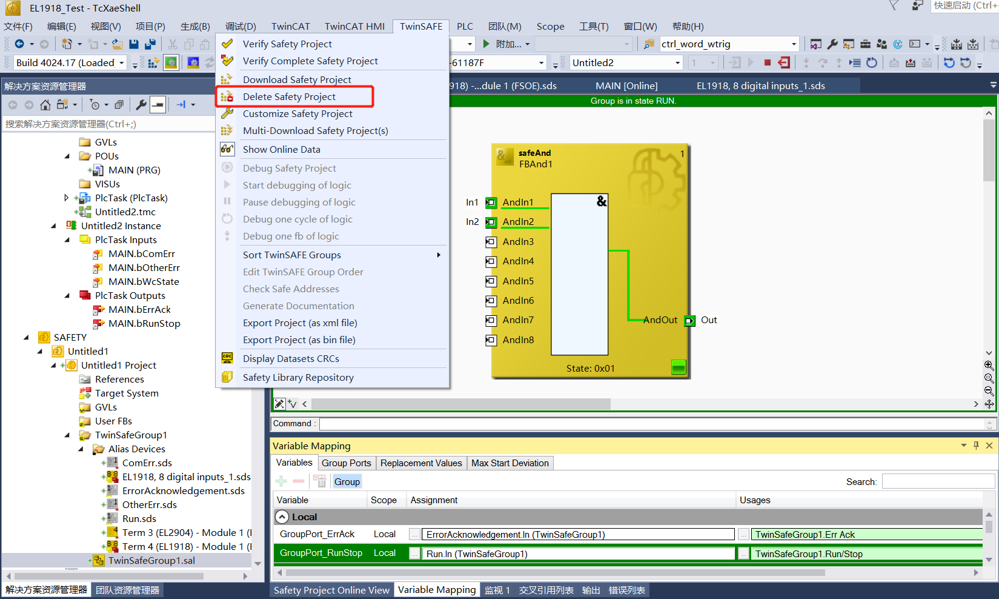 EL1918_Test - TcXaeShell
快速启动 (Ctrl+
文件(F) 编辑(E) 视图(V) 项目(P) 生成(B) 调试(D) TwinCAT TwinCAT HMI TwinSAFE PLC 团队(M) Scope 工具(T) 窗口(W) 帮助(H)
附加...
ctrl_word_wtrig
Build 4024.17 (Loaded)
-61187F
Untitled2
1
解决方案资源管理器
搜索解决方案资源管理器(Ctrl+;)
GVLs
POUs
MAIN (PRG)
VISUs
PlcTask (PlcTask)
Untitled2.tmc
Untitled2 Instance
PlcTask Inputs
MAIN.bComErr
MAIN.bOtherErr
MAIN.bWcState
PlcTask Outputs
MAIN.bErrAck
MAIN.bRunStop
SAFETY
Untitled1
Untitled1 Project
References
Target System
GVLs
User FBs
TwinSafeGroup1
Alias Devices
ComErr.sds
EL1918, 8 digital inputs_1.sds
ErrorAcknowledgement.sds
OtherErr.sds
Run.sds
Term 3 (EL2904) - Module 1 (
Term 4 (EL1918) - Module 1 (
TwinSafeGroup1.sal
解决方案资源管理器 团队资源管理器
Verify Safety Project
Verify Complete Safety Project
Download Safety Project
Delete Safety Project
Customize Safety Project
Multi-Download Safety Project(s)
Show Online Data
Debug Safety Project
Start debugging of logic
Pause debugging of logic
Debug one cycle of logic
Debug one fb of logic
Sort TwinSAFE Groups
Edit TwinSAFE Group Order
Check Safe Addresses
Generate Documentation
Export Project (as xml file)
Export Project (as bin file)
CRC Display Datasets CRCs
Safety Library Repository
918) -...dule 1 (FSOE).sds MAIN [Online] EL1918, 8 digital inputs_1.sds
Group is in state RUN.
& safeAnd 1
FBAnd1
&
In1 AndIn1
In2 AndIn2
AndIn3
AndIn4
AndIn5
AndIn6
AndIn7
AndOut Out
AndIn8
State: 0x01
Command :
Variable Mapping
Variables Group Ports Replacement Values Max Start Deviation
Group
Search:
Variable Scope Assignment Usages
Local
GroupPort_ErrAck Local ... ErrorAcknowledgement.In (TwinSafeGroup1) ... TwinSafeGroup1.Err Ack
GroupPort_RunStop Local ... Run.In (TwinSafeGroup1) ... TwinSafeGroup1.Run/Stop
Safety Project Online View Variable Mapping 监视 1 交叉引用列表 输出 错误列表